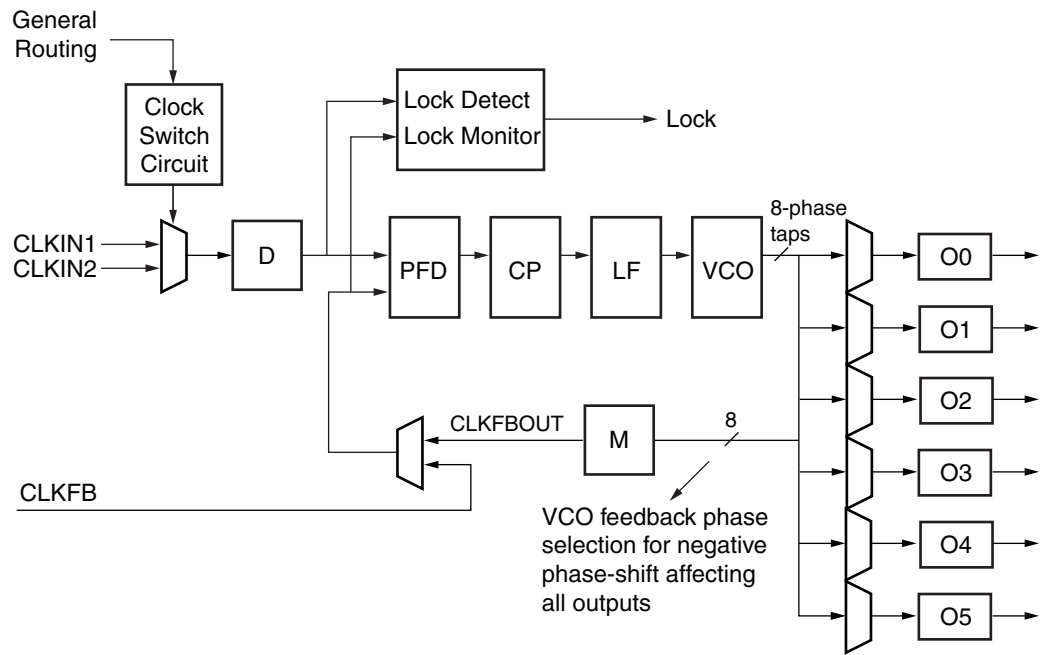 General
Routing
Clock
Switch
Circuit
Lock Detect
Lock Monitor
Lock
CLKIN1
CLKIN2
D
PFD
CP
LF
VCO
8-phase
taps
O0
O1
O2
O3
O4
O5
CLKFBOUT
M
8
CLKFB
VCO feedback phase
selection for negative
phase-shift affecting
all outputs